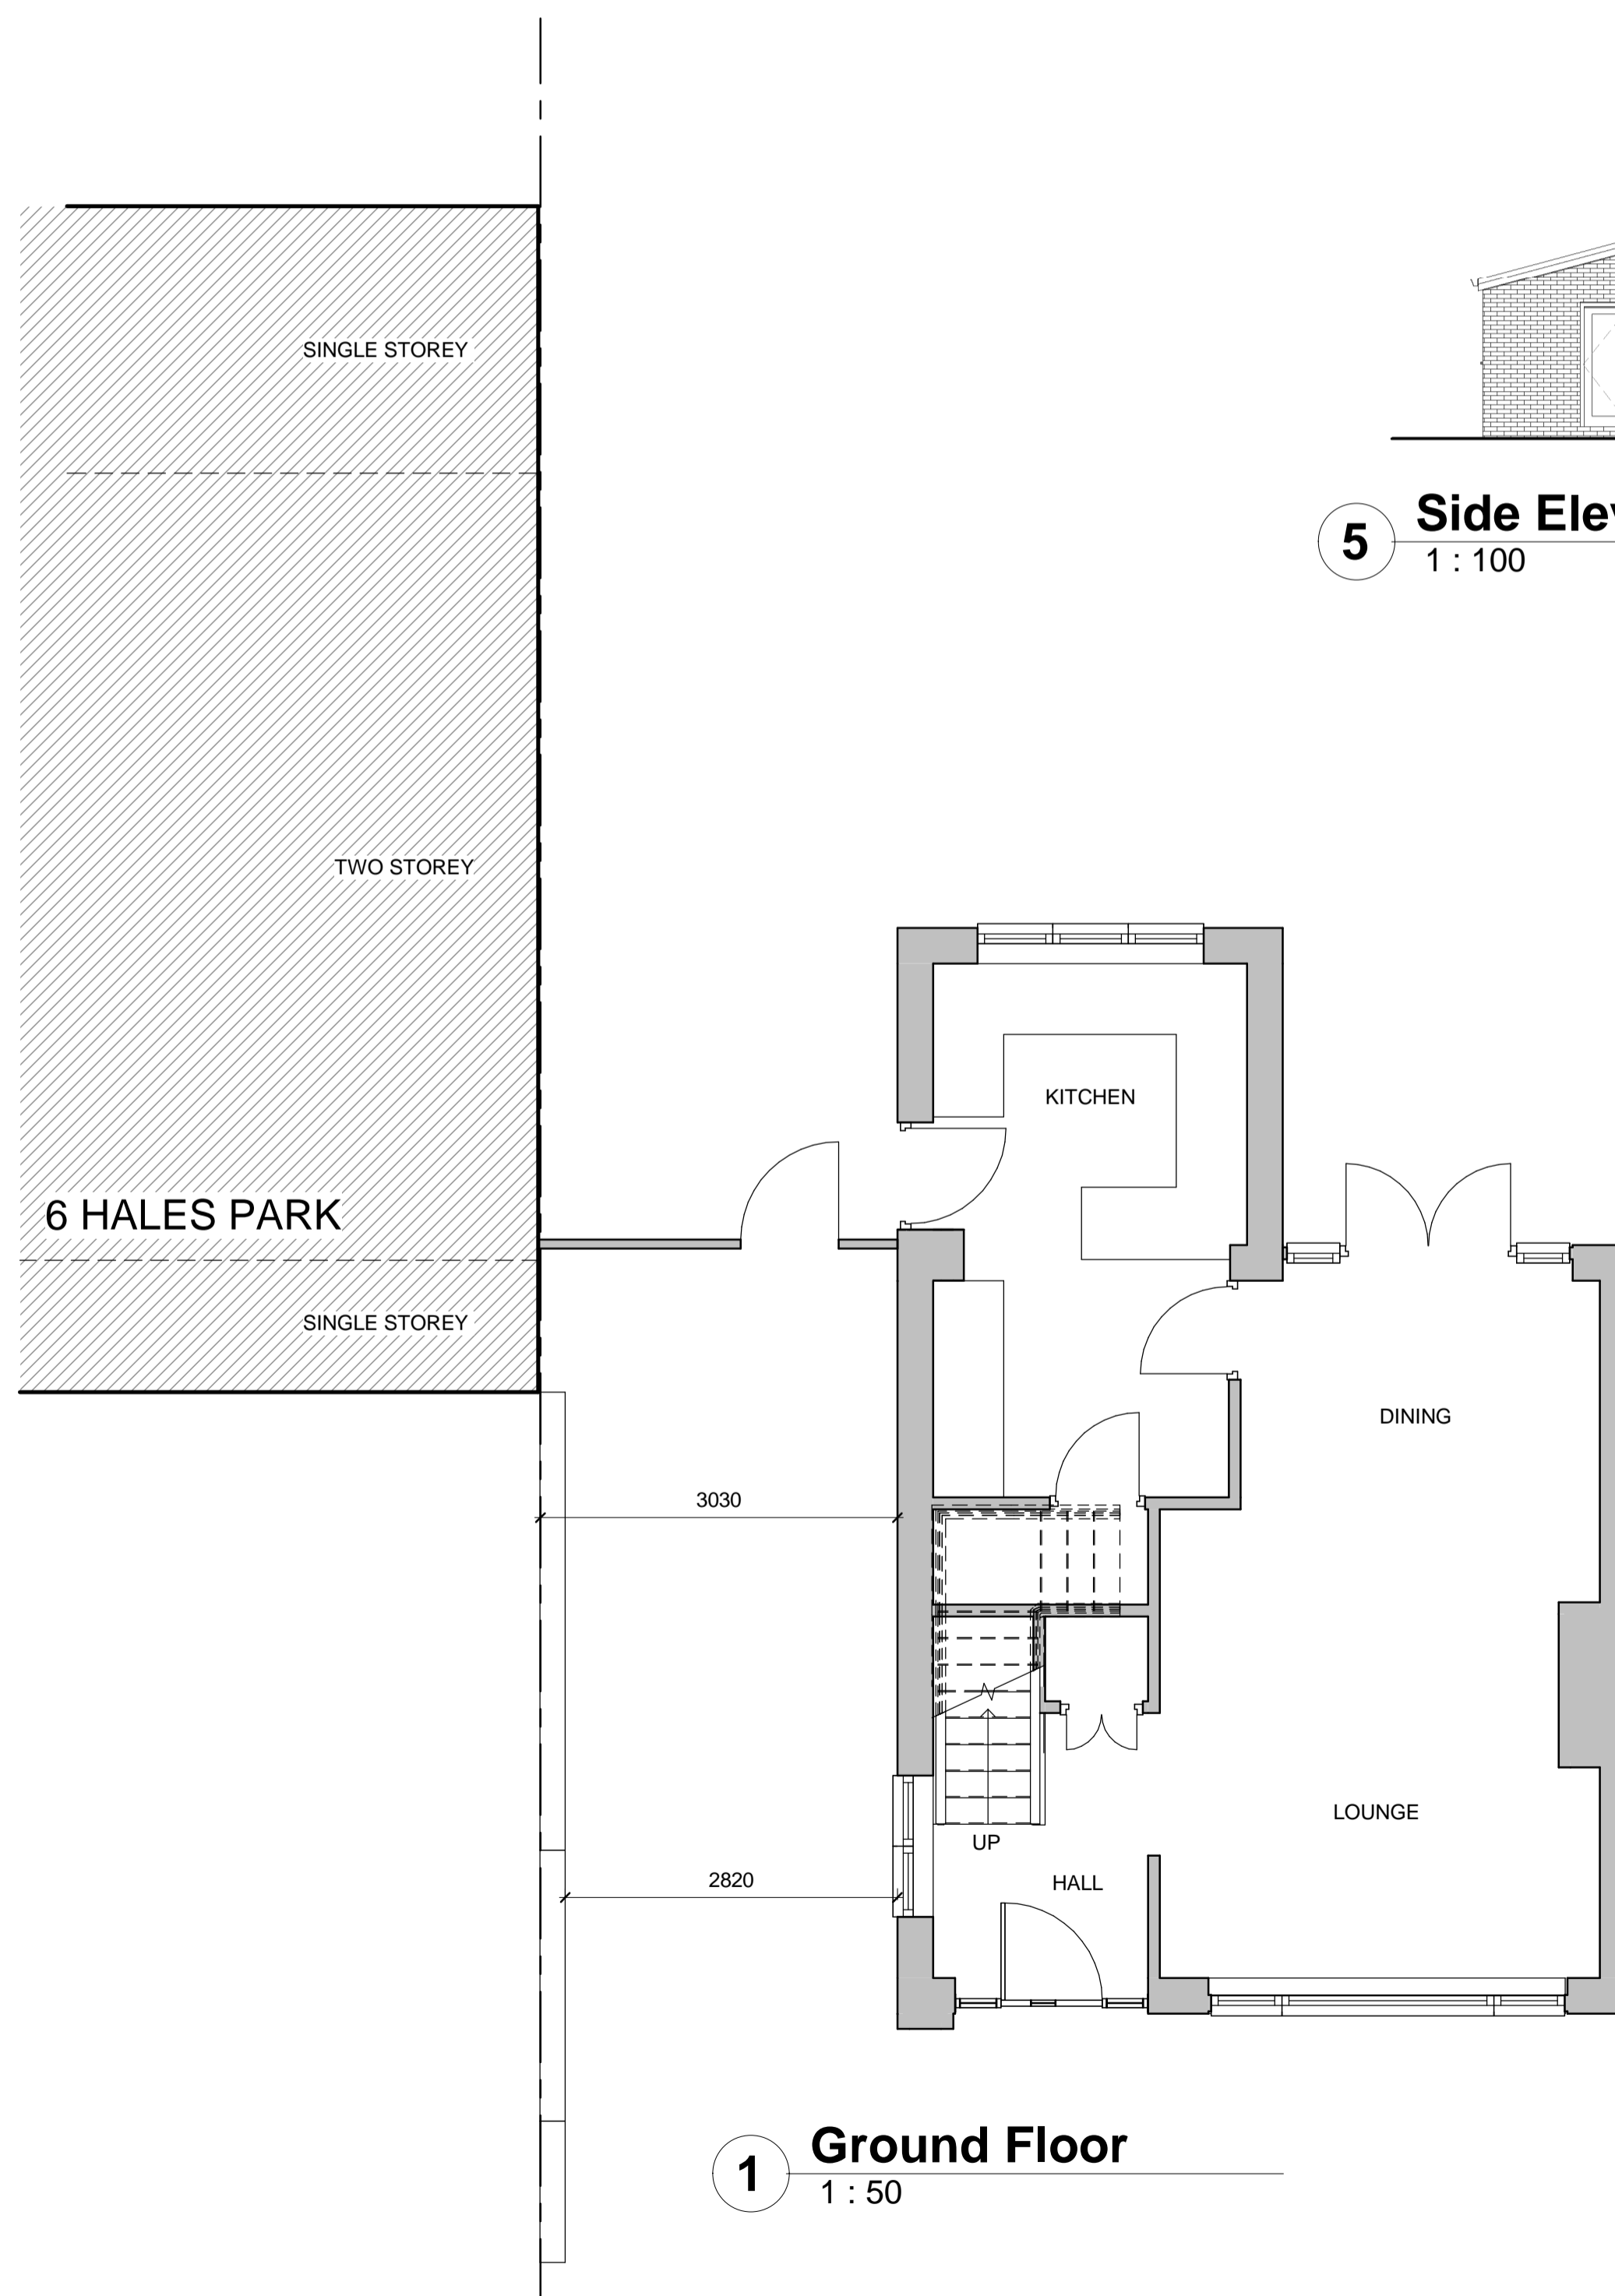 SINGLE STOREY
5
Side Elev
1 : 100
TWO STOREY
KITCHEN
6 HALES PARK
SINGLE STOREY
DINING
3030
LOUNGE
UP
2820
HALL
1
Ground Floor
1 : 50